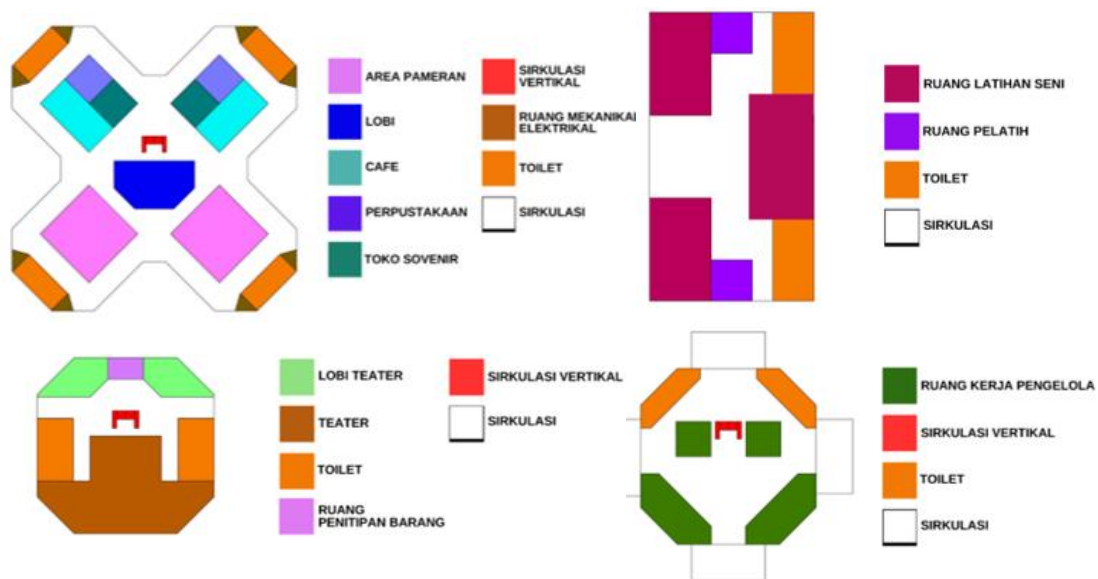 AREA PAMERAN
LOBI
CAFE
PERPUSTAKAAN
TOKO SOVENIR
SIRKULASI
VERTIKAL
RUANG MEKANIKAL
ELEKTRIKAL
TOILET
SIRKULASI
RUANG LATIHAN SENI
RUANG PELATIH
TOILET
SIRKULASI
LOBI TEATER
TEATER
TOILET
RUANG
PENITIPAN BARANG
SIRKULASI VERTIKAL
SIRKULASI
RUANG KERJA PENGELOLA
SIRKULASI VERTIKAL
TOILET
SIRKULASI